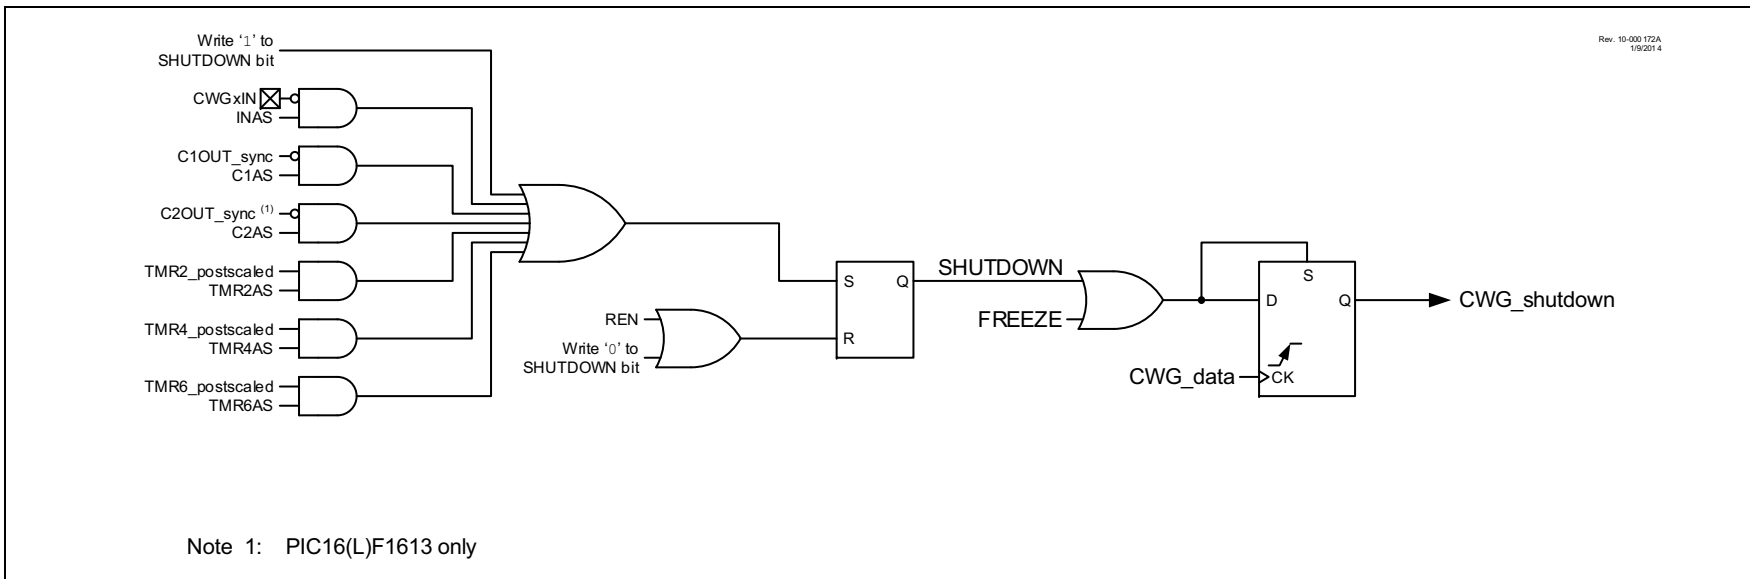 Write ‘1’ to
SHUTDOWN bit
Rev. 10-000 172A
1/9/201 4
CWGxIN
INAS
C1OUT_sync
C1AS
C2OUT_sync (1)
C2AS
TMR2_postscaled
TMR2AS
TMR4_postscaled
TMR4AS
TMR6_postscaled
TMR6AS
REN
Write ‘0’ to
SHUTDOWN bit
S
Q
R
SHUTDOWN
FREEZE
S
D
Q
CWG_data
CK
CWG_shutdown
Note 1: PIC16(L)F1613 only